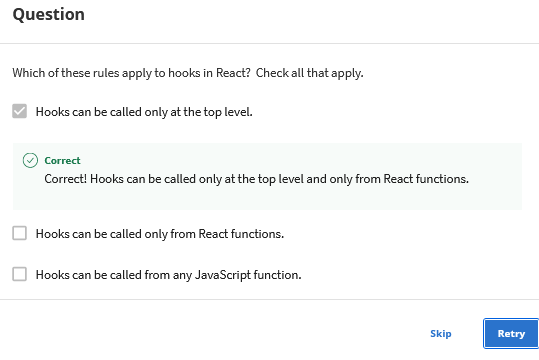 Question
Which of these rules apply to hooks in React? Check all that apply.
Hooks can be called only at the top level.
Correct
Correct! Hooks can be called only at the top level and only from React functions.
Hooks can be called only from React functions.
Hooks can be called from any JavaScript function.
Skip
Retry